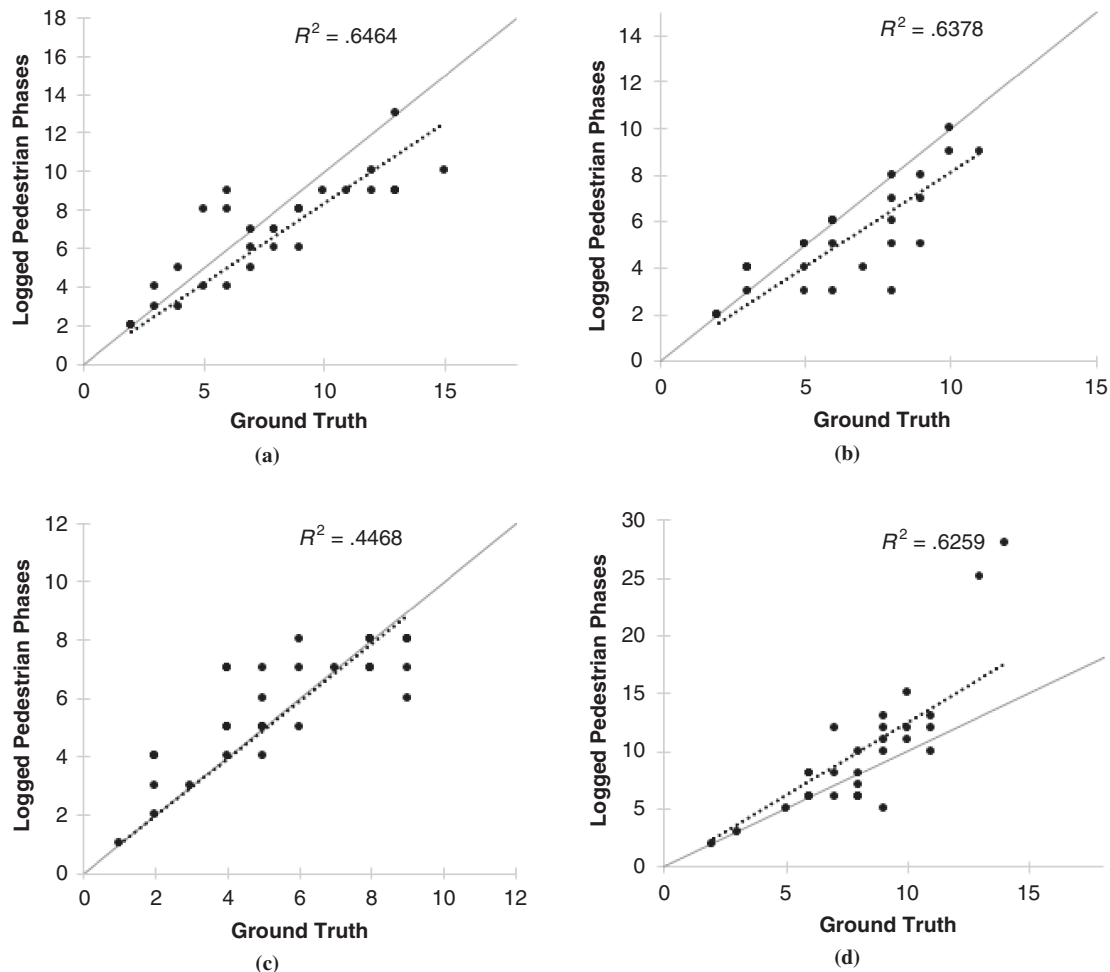 18
16
14
12
10
8
6
4
2
0
0 5 10 15
Logged Pedestrian Phases
R² = .6464
Ground Truth
(a)
14
12
10
8
6
4
2
0
0 5 10 15
Logged Pedestrian Phases
R² = .6378
Ground Truth
(b)
12
10
8
6
4
2
0
0 2 4 6 8 10 12
Logged Pedestrian Phases
R² = .4468
Ground Truth
(c)
30
25
20
15
10
5
0
0 5 10 15
Logged Pedestrian Phases
R² = .6259
Ground Truth
(d)